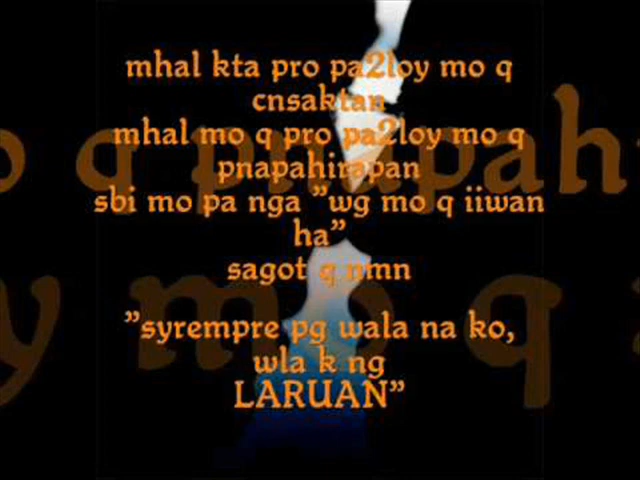 mhal kta pro pa2loy mo q
cnsaktan
mhal mo q pro pa2loy mo q
pnapahirapan
sbi mo pa nga "wg mo q iiwan
ha"
sagot q nmn
"syrempre pg wala na ko,
wla k ng
LARUAN"